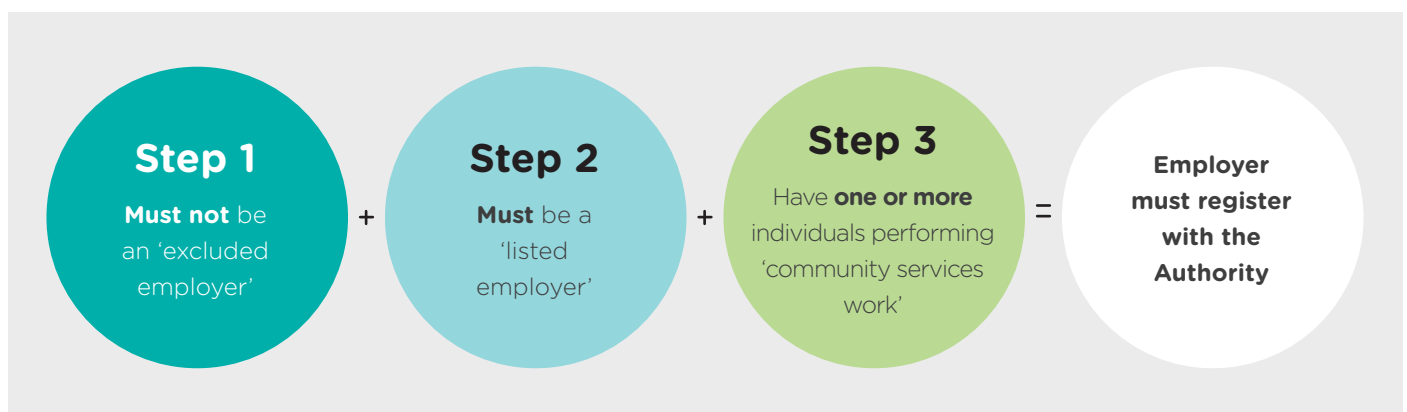 Step 1
Must not be
an ‘excluded
employer’
+
Step 2
Must be a
‘listed
employer’
+
Step 3
Have one or more
individuals performing
‘community services
work’
=
Employer
must register
with the
Authority